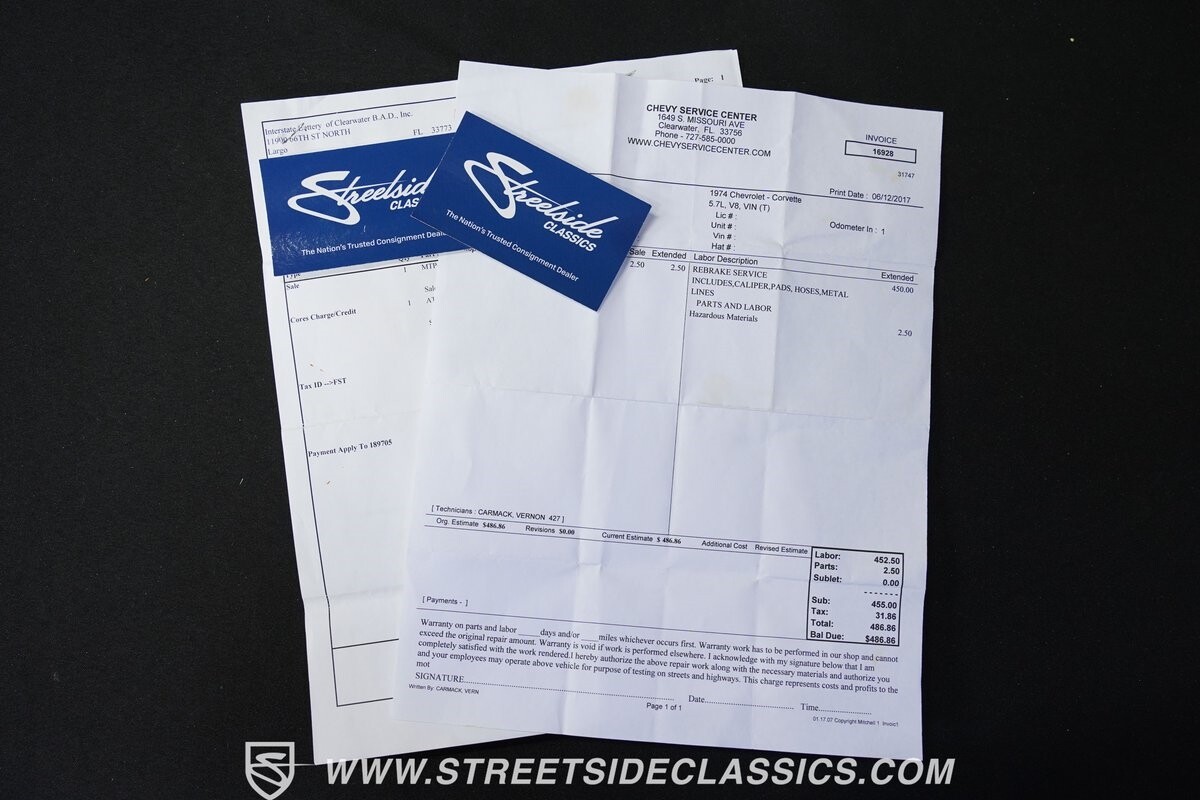 Page: 1
Interstate Battery of Clearwater B.A.D., Inc.
11990 66TH ST NORTH
Largo FL 33773
Streetside
CLASSICS
The Nation's Trusted Consignment Dealer
Type Qty
Sale 1 MTP
Cores Charge/Credit 1
Tax ID -->FST
Payment Apply To 189705
CHEVY SERVICE CENTER
1649 S. MISSOURI AVE
Clearwater, FL 33756
Phone - 727-585-0000
WWW.CHEVYSERVICECENTER.COM
INVOICE
16928
31747
Print Date : 06/12/2017
1974 Chevrolet - Corvette
5.7L, V8, VIN (T)
Lic # :
Unit # :
Vin # :
Hat # :
Odometer In : 1
Streetside
CLASSICS
The Nation's Trusted Consignment Dealer
Sale Extended Labor Description Extended
2.50 2.50 REBRAKE SERVICE 450.00
INCLUDES,CALIPER,PADS, HOSES,METAL
LINES
PARTS AND LABOR
Hazardous Materials 2.50
[ Technicians : CARMACK, VERNON 427 ]
Org. Estimate $486.86 Revisions $0.00 Current Estimate $ 486.86 Additional Cost Revised Estimate
Labor: 452.50
Parts: 2.50
Sublet: 0.00
-------
Sub: 455.00
Tax: 31.86
Total: 486.86
Bal Due: $486.86
[ Payments - ]
Warranty on parts and labor ____ days and/or ____ miles whichever occurs first. Warranty work has to be performed in our shop and cannot
exceed the original repair amount. Warranty is void if work is performed elsewhere. I acknowledge with my signature below that I am
completely satisfied with the work rendered.I hereby authorize the above repair work along with the necessary materials and authorize you
and your employees may operate above vehicle for purpose of testing on streets and highways. This charge represents costs and profits to the
mot
SIGNATURE.......... Date.......... Time..........
Written By: CARMACK, VERN
Page 1 of 1
01.17.07 Copyright Mitchell 1 Invoic1
WWW.STREETSIDECLASSICS.COM